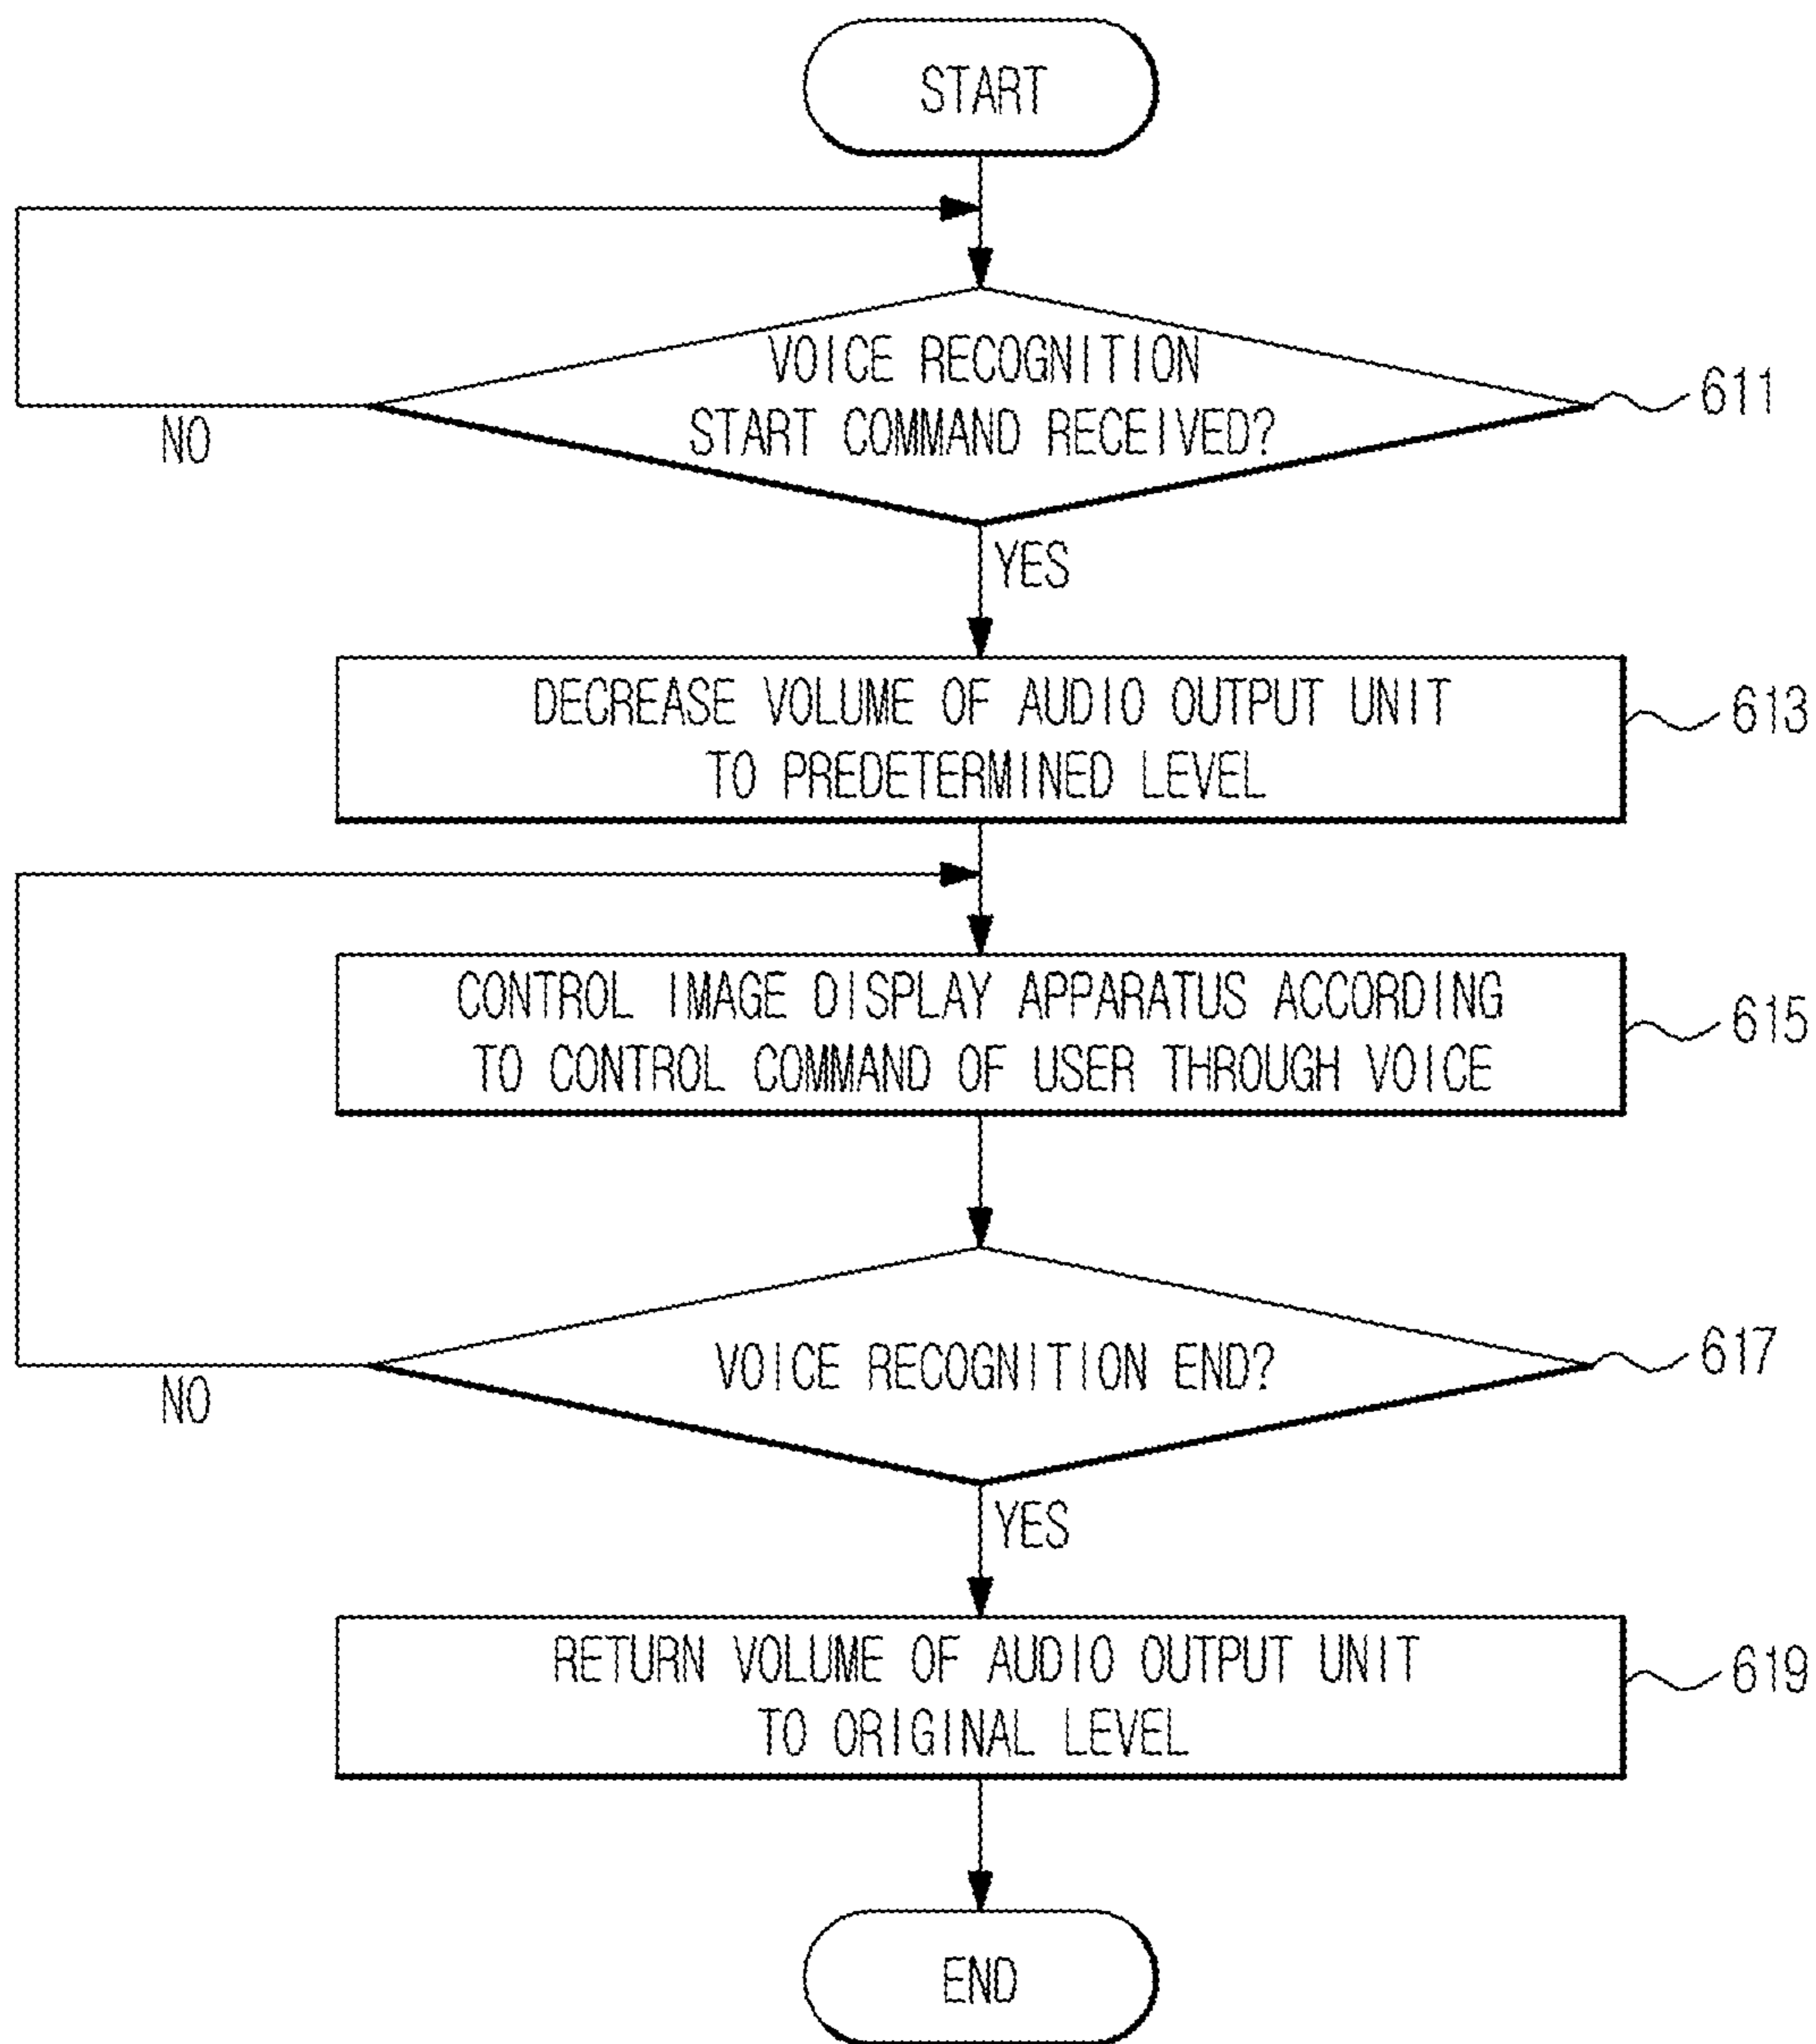 START
VOICE RECOGNITION
START COMMAND RECEIVED?
611
NO
YES
DECREASE VOLUME OF AUDIO OUTPUT UNIT
TO PREDETERMINED LEVEL
613
CONTROL IMAGE DISPLAY APPARATUS ACCORDING
TO CONTROL COMMAND OF USER THROUGH VOICE
615
VOICE RECOGNITION END?
617
NO
YES
RETURN VOLUME OF AUDIO OUTPUT UNIT
TO ORIGINAL LEVEL
619
END